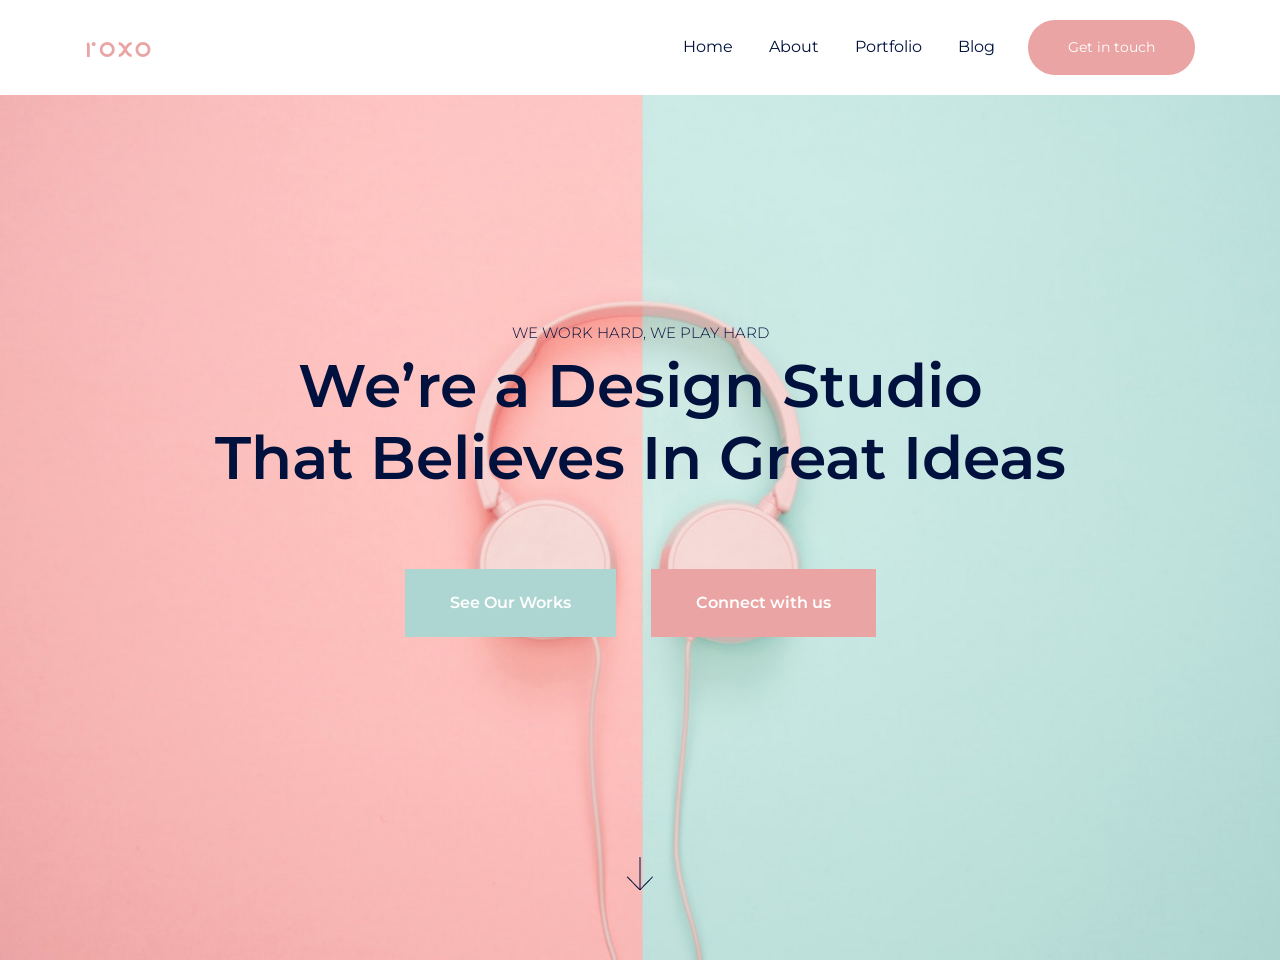 roxo
Home About Portfolio Blog Get in touch
WE WORK HARD, WE PLAY HARD
We’re a Design Studio
That Believes In Great Ideas
See Our Works Connect with us